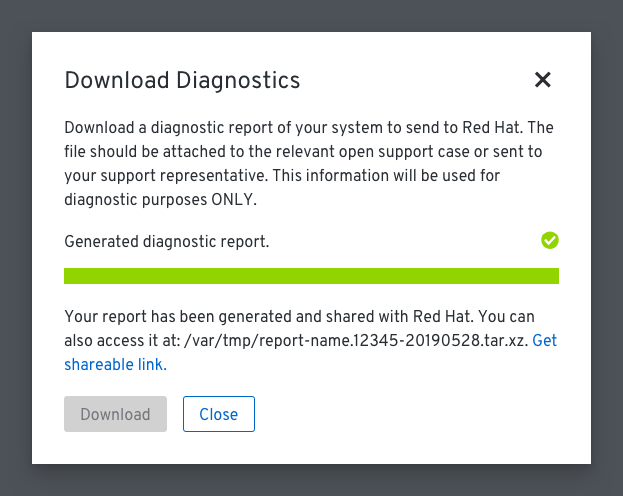 Download Diagnostics
Download a diagnostic report of your system to send to Red Hat. The
file should be attached to the relevant open support case or sent to
your support representative. This information will be used for
diagnostic purposes ONLY.
Generated diagnostic report.
Your report has been generated and shared with Red Hat. You can
also access it at: /var/tmp/report-name.12345-20190528.tar.xz. Get
shareable link.
Download
Close